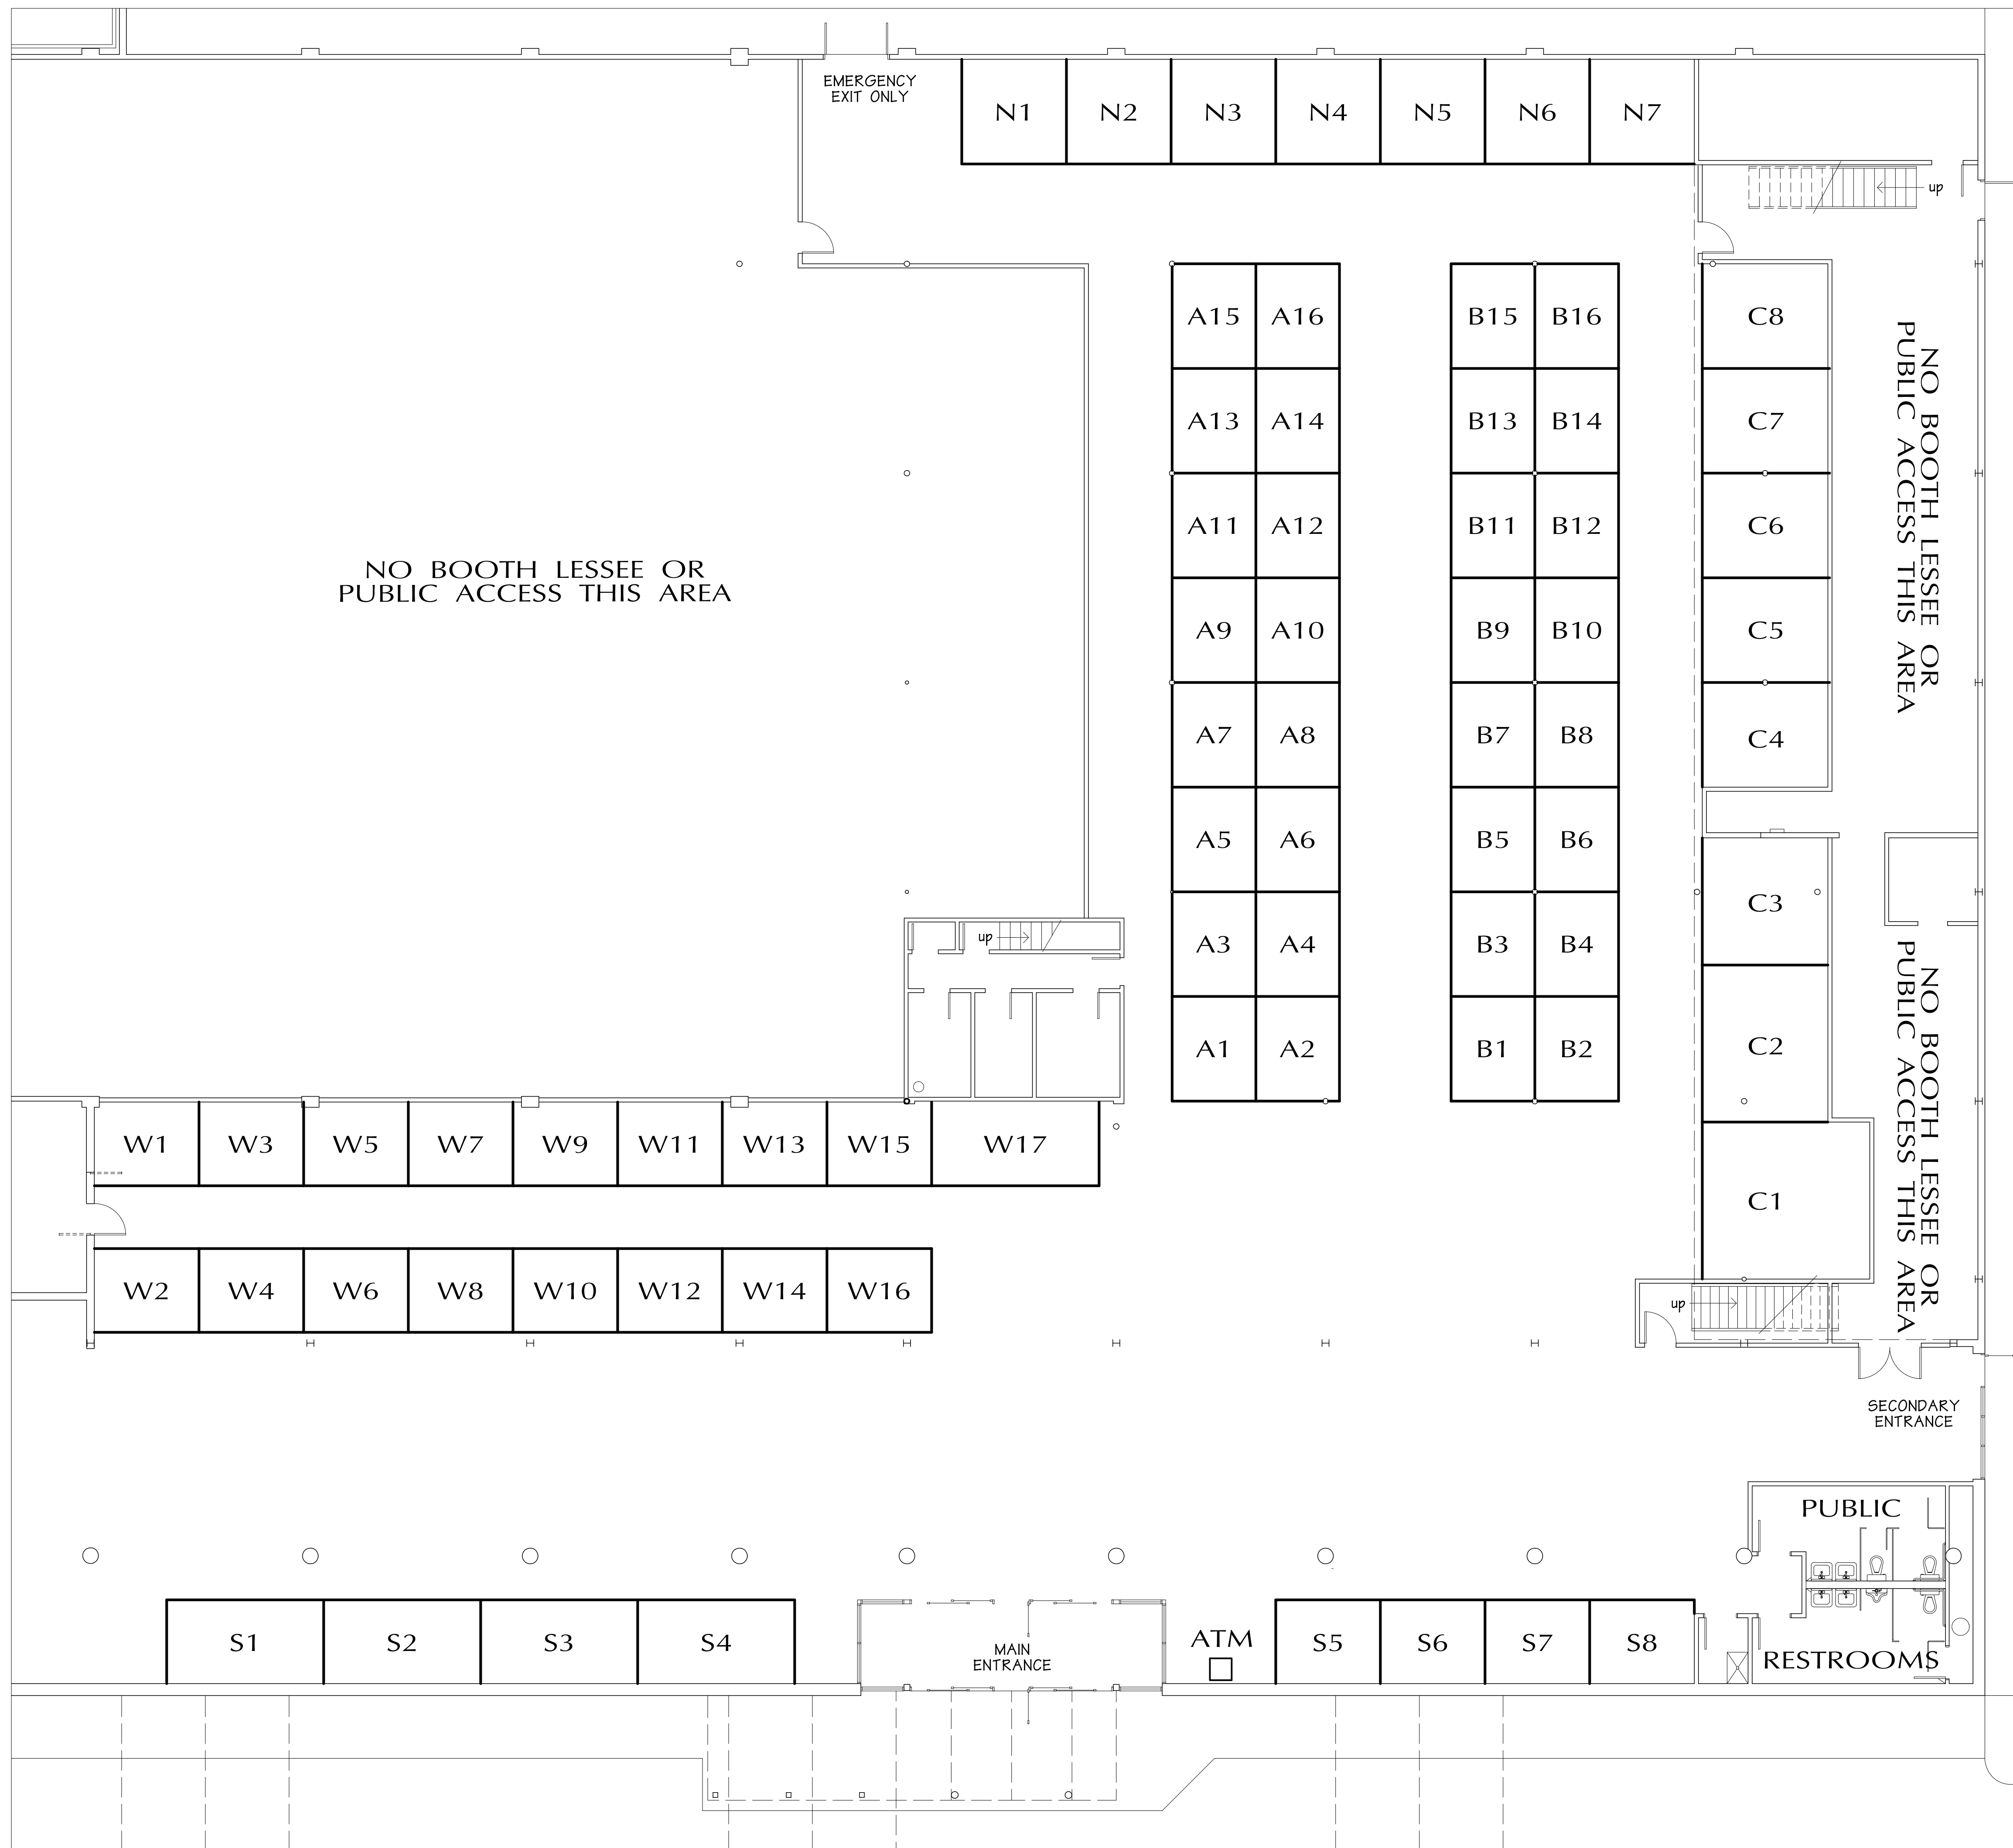 EMERGENCY
EXIT ONLY
N1 N2 N3 N4 N5 N6 N7
up
A15 A16 B15 B16 C8
A13 A14 B13 B14 C7
A11 A12 B11 B12 C6
A9 A10 B9 B10 C5
A7 A8 B7 B8 C4
A5 A6 B5 B6
A3 A4 B3 B4 C3
A1 A2 B1 B2 C2
NO BOOTH LESSEE OR
PUBLIC ACCESS THIS AREA
NO BOOTH LESSEE OR
PUBLIC ACCESS THIS AREA
up
NO BOOTH LESSEE OR
PUBLIC ACCESS THIS AREA
W1 W3 W5 W7 W9 W11 W13 W15 W17
C1
W2 W4 W6 W8 W10 W12 W14 W16
up
SECONDARY
ENTRANCE
PUBLIC
RESTROOMS
S1 S2 S3 S4
MAIN
ENTRANCE
ATM
S5 S6 S7 S8